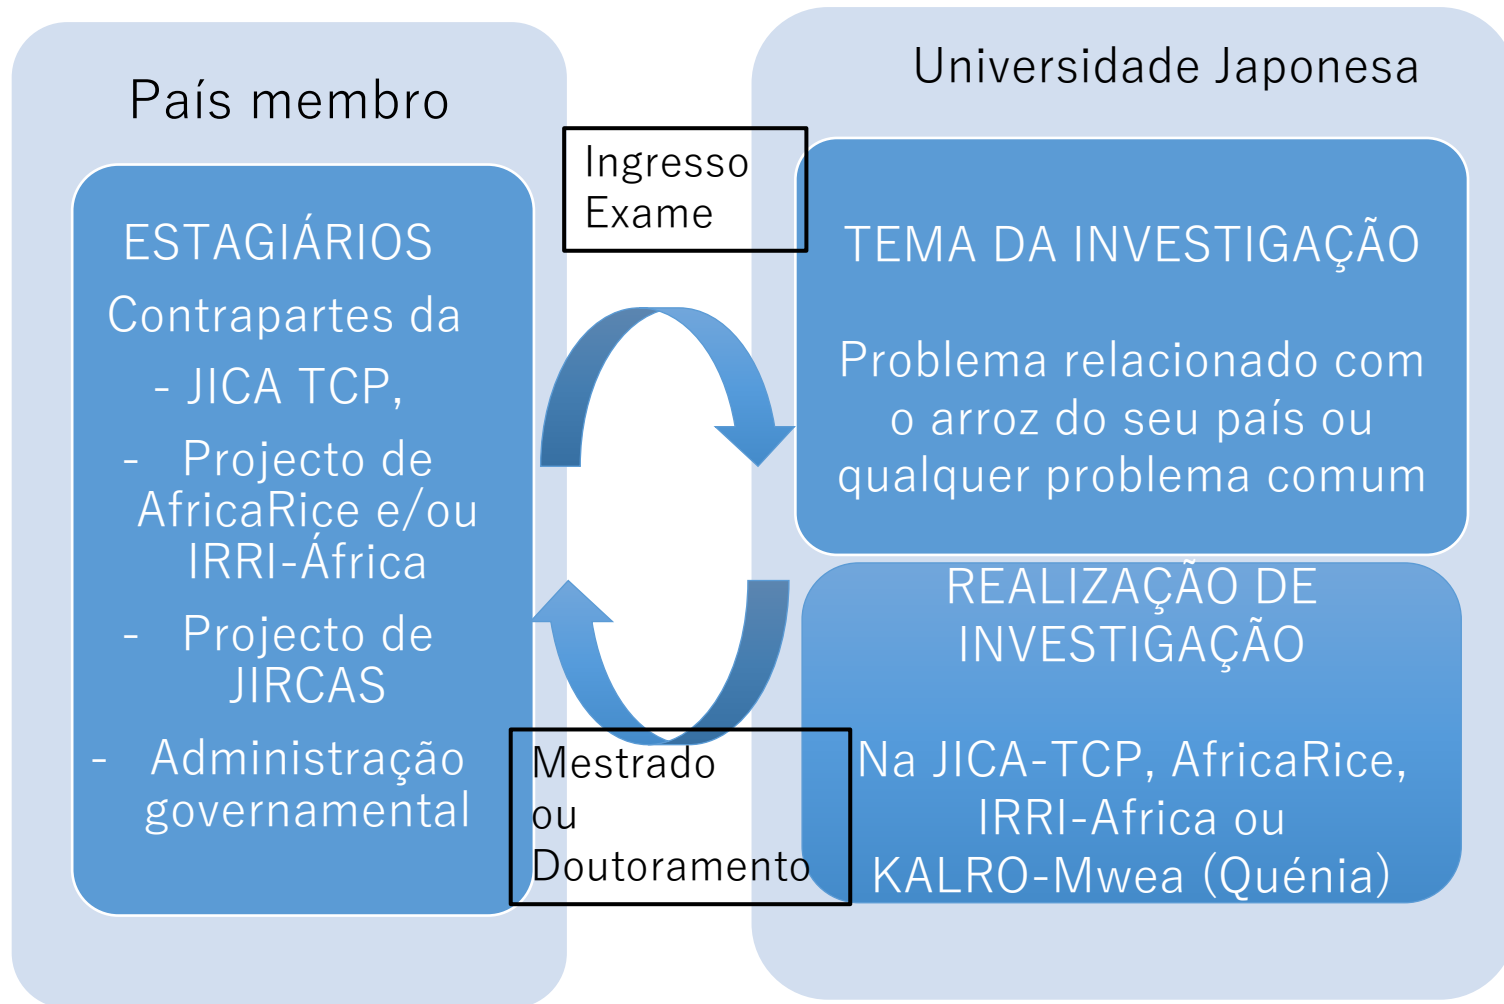 País membro
ESTAGIÁRIOS
Contrapartes da
- JICA TCP,
- Projecto de
AfricaRice e/ou
IRRI-África
- Projecto de
JIRCAS
- Administração
governamental
Ingresso
Exame
Mestrado
ou
Doutoramento
Universidade Japonesa
TEMA DA INVESTIGAÇÃO
Problema relacionado com
o arroz do seu país ou
qualquer problema comum
REALIZAÇÃO DE
INVESTIGAÇÃO
Na JICA-TCP, AfricaRice,
IRRI-Africa ou
KALRO-Mwea (Quénia)